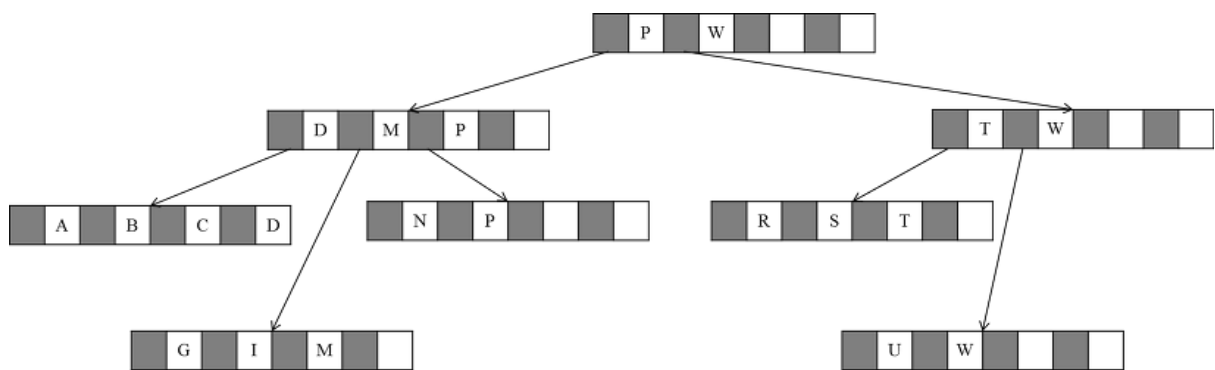 P W
D M P
T W
A B C D
N P
R S T
G I M
U W